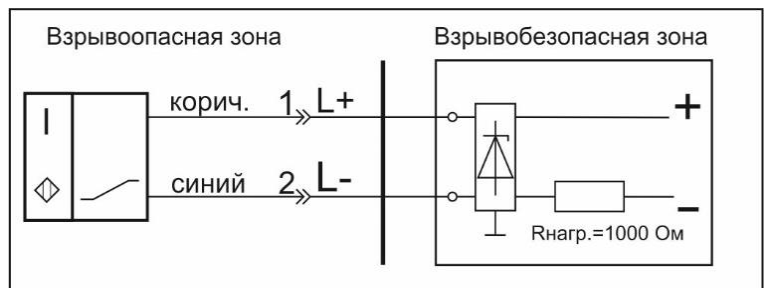 Взрывоопасная зона
Взрывобезопасная зона
корич. 1 L+
+
синий 2 L-
−
Rнагр.=1000 Ом